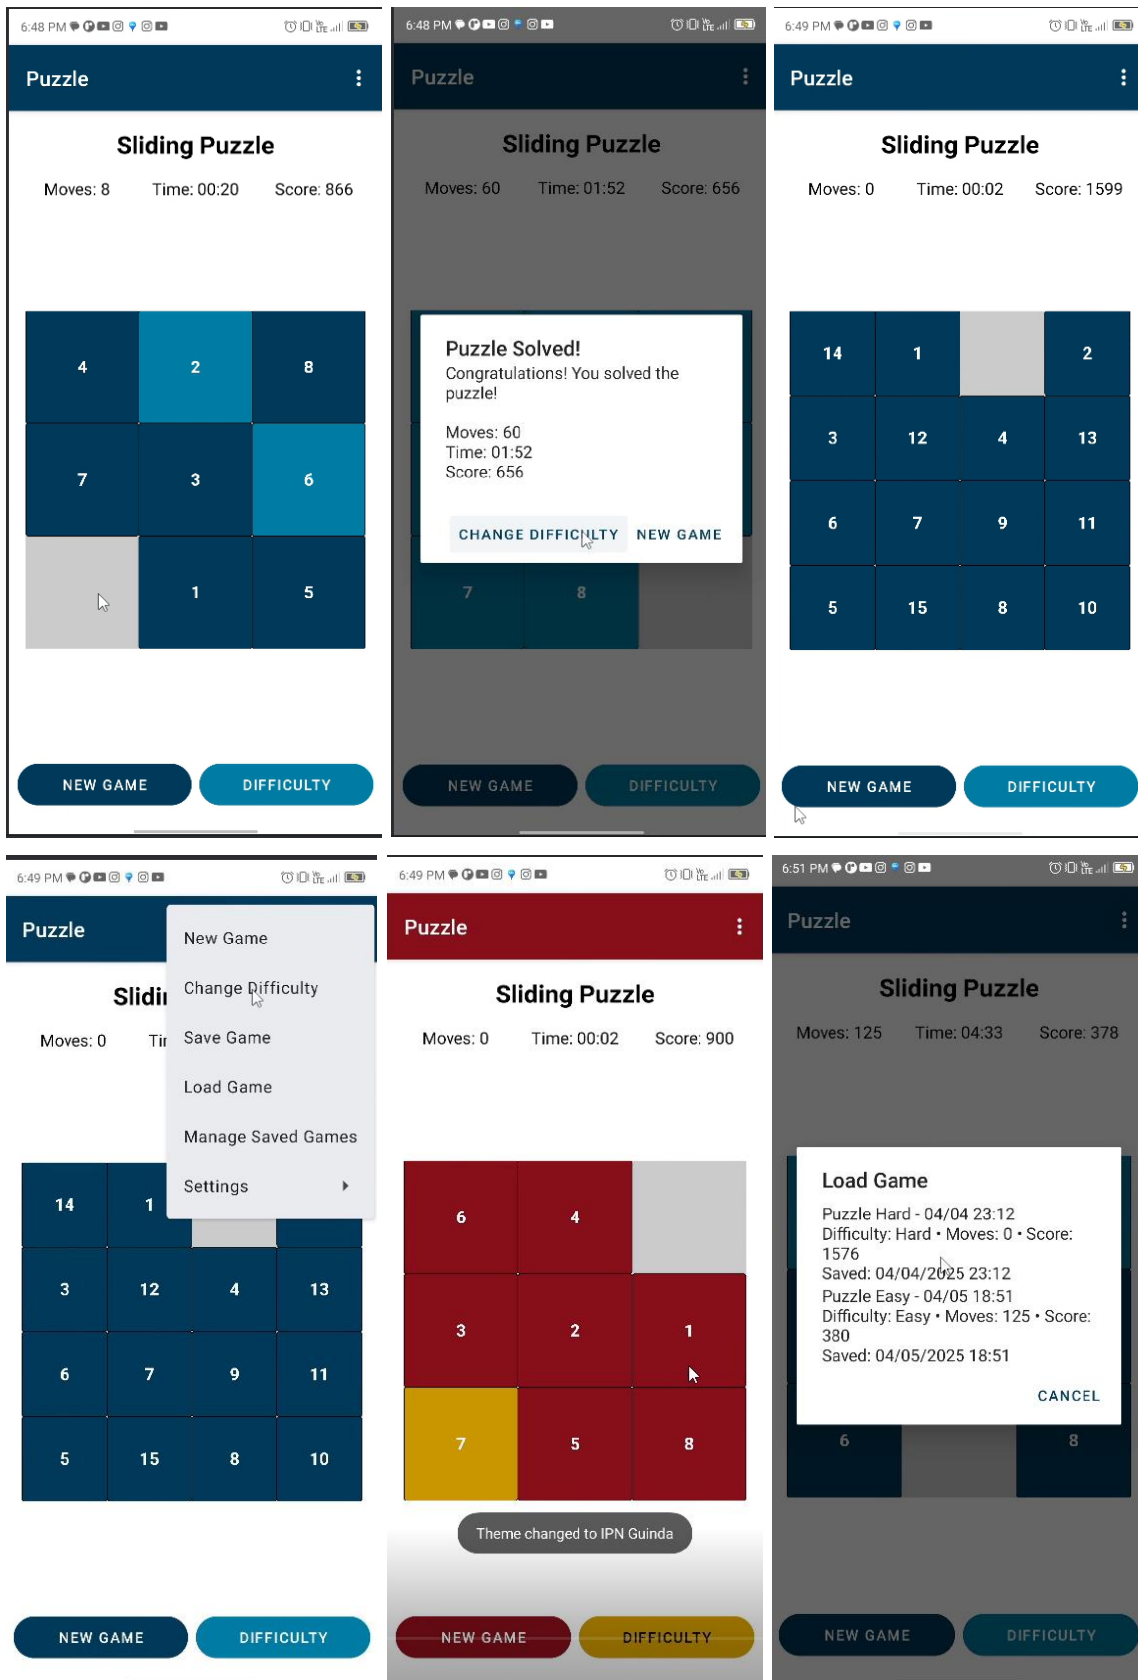 6:48 PM
Puzzle
Sliding Puzzle
Moves: 8 Time: 00:20 Score: 866
4 2 8
7 3 6
1 5
NEW GAME DIFFICULTY
6:48 PM
Puzzle
Sliding Puzzle
Moves: 60 Time: 01:52 Score: 656
Puzzle Solved!
Congratulations! You solved the
puzzle!
Moves: 60
Time: 01:52
Score: 656
CHANGE DIFFICULTY NEW GAME
7 8
NEW GAME DIFFICULTY
6:49 PM
Puzzle
Sliding Puzzle
Moves: 0 Time: 00:02 Score: 1599
14 1 2
3 12 4 13
6 7 9 11
5 15 8 10
NEW GAME DIFFICULTY
6:49 PM
Puzzle
Slidi
Moves: 0 Ti
New Game
Change Difficulty
Save Game
Load Game
Manage Saved Games
Settings
14 1
3 12 4 13
6 7 9 11
5 15 8 10
NEW GAME DIFFICULTY
6:49 PM
Puzzle
Sliding Puzzle
Moves: 0 Time: 00:02 Score: 900
6 4
3 2 1
7 5 8
Theme changed to IPN Guinda
NEW GAME DIFFICULTY
6:51 PM
Puzzle
Sliding Puzzle
Moves: 125 Time: 04:33 Score: 378
Load Game
Puzzle Hard - 04/04 23:12
Difficulty: Hard • Moves: 0 • Score:
1576
Saved: 04/04/2025 23:12
Puzzle Easy - 04/05 18:51
Difficulty: Easy • Moves: 125 • Score:
380
Saved: 04/05/2025 18:51
CANCEL
6 8
NEW GAME DIFFICULTY